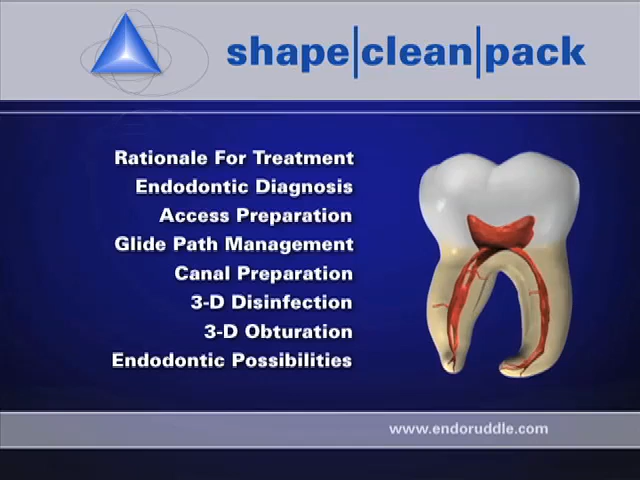 shape|clean|pack
Rationale For Treatment
Endodontic Diagnosis
Access Preparation
Glide Path Management
Canal Preparation
3-D Disinfection
3-D Obturation
Endodontic Possibilities
www.endoruddle.com